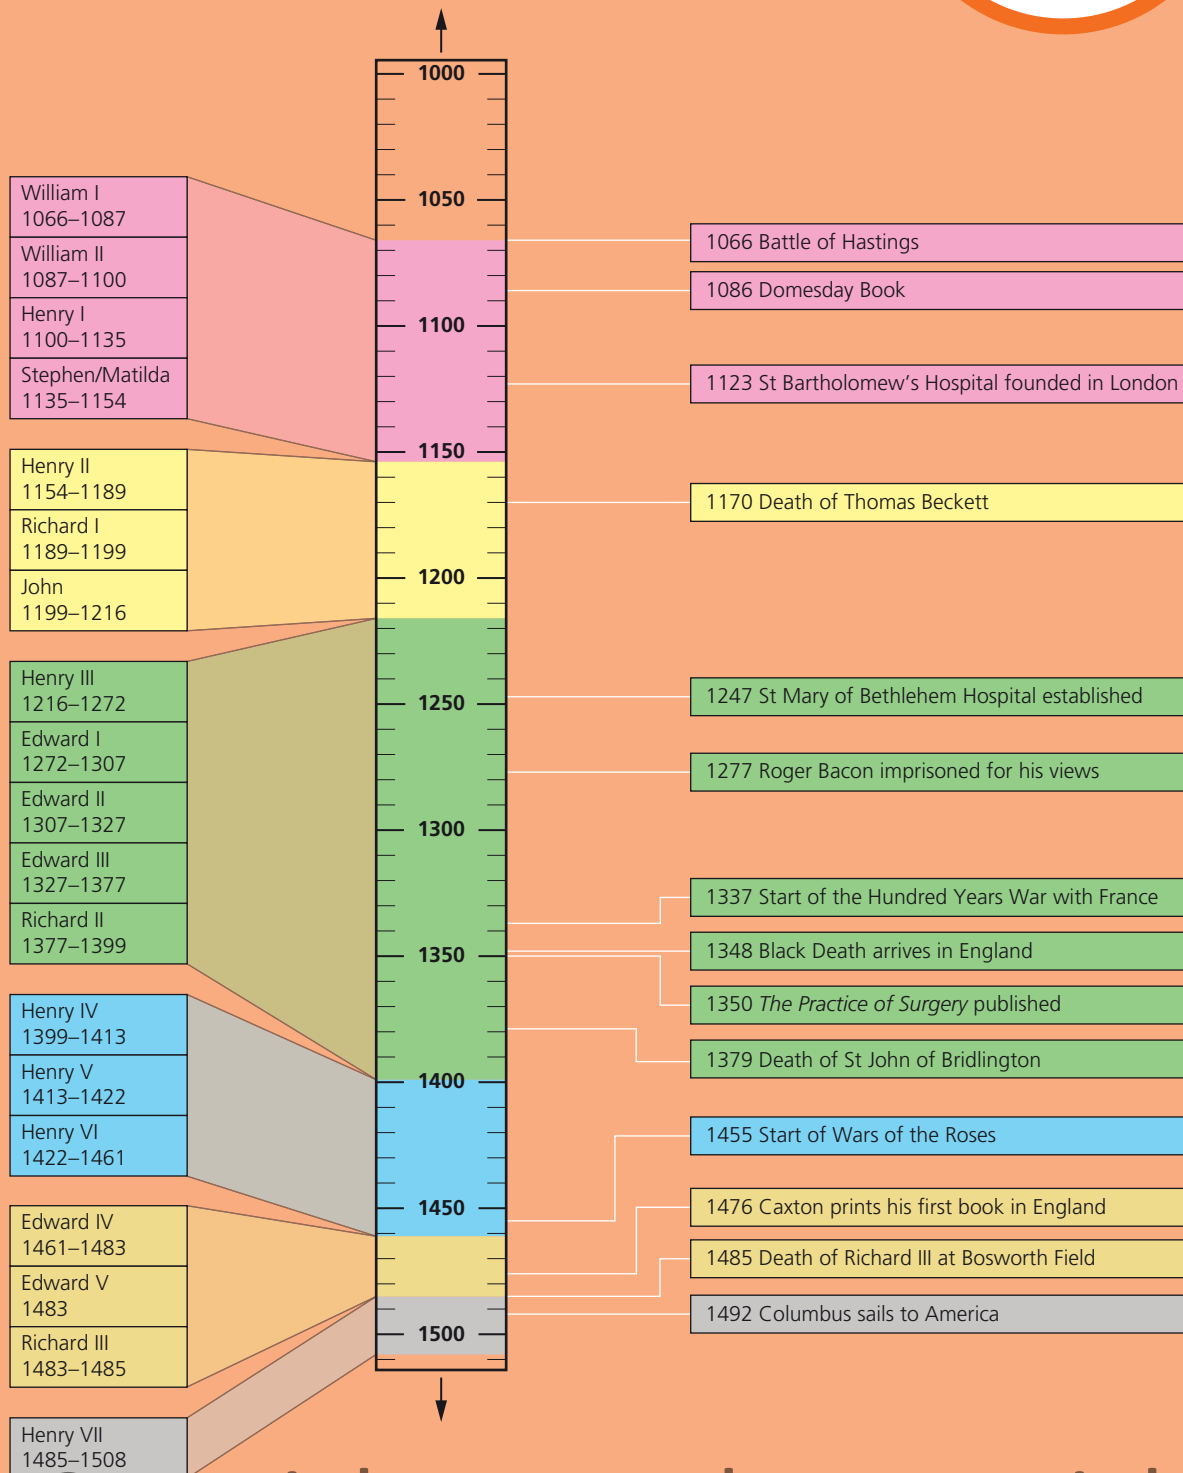 1000
1050
1100
1150
1200
1250
1300
1350
1400
1450
1500
William I
1066–1087
William II
1087–1100
Henry I
1100–1135
Stephen/Matilda
1135–1154
Henry II
1154–1189
Richard I
1189–1199
John
1199–1216
Henry III
1216–1272
Edward I
1272–1307
Edward II
1307–1327
Edward III
1327–1377
Richard II
1377–1399
Henry IV
1399–1413
Henry V
1413–1422
Henry VI
1422–1461
Edward IV
1461–1483
Edward V
1483
Richard III
1483–1485
Henry VII
1485–1508
1066 Battle of Hastings
1086 Domesday Book
1123 St Bartholomew’s Hospital founded in London
1170 Death of Thomas Beckett
1247 St Mary of Bethlehem Hospital established
1277 Roger Bacon imprisoned for his views
1337 Start of the Hundred Years War with France
1348 Black Death arrives in England
1350 The Practice of Surgery published
1379 Death of St John of Bridlington
1455 Start of Wars of the Roses
1476 Caxton prints his first book in England
1485 Death of Richard III at Bosworth Field
1492 Columbus sails to America